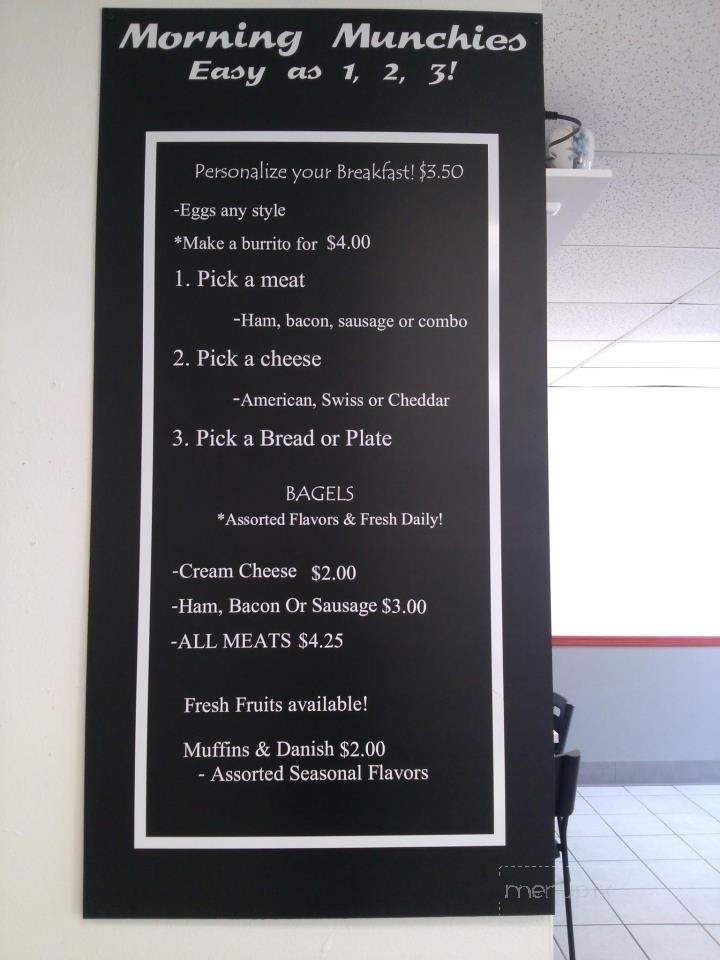 Morning Munchies
Easy as 1, 2, 3!
Personalize your Breakfast! $3.50
-Eggs any style
*Make a burrito for $4.00
1. Pick a meat
-Ham, bacon, sausage or combo
2. Pick a cheese
-American, Swiss or Cheddar
3. Pick a Bread or Plate
BAGELS
*Assorted Flavors & Fresh Daily!
-Cream Cheese $2.00
-Ham, Bacon Or Sausage $3.00
-ALL MEATS $4.25
Fresh Fruits available!
Muffins & Danish $2.00
- Assorted Seasonal Flavors